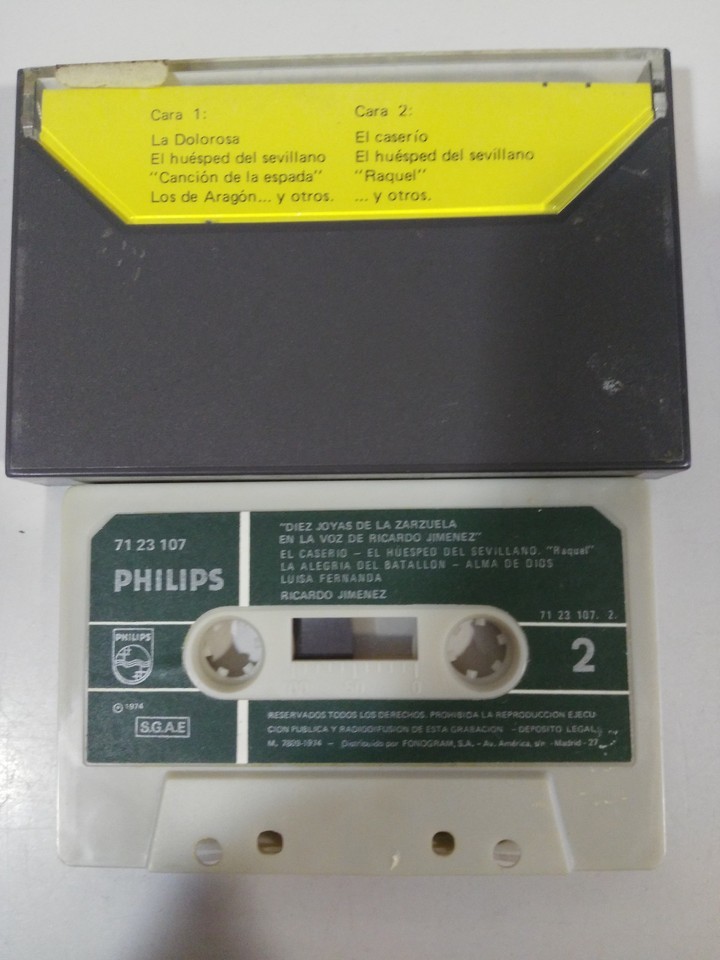 Cara 1:
La Dolorosa
El huésped del sevillano
"Canción de la espada"
Los de Aragón... y otros.
Cara 2:
El caserío
El huésped del sevillano
"Raquel"
... y otros.
71 23 107
PHILIPS
"DIEZ JOYAS DE LA ZARZUELA
EN LA VOZ DE RICARDO JIMENEZ"
EL CASERIO - EL HUESPED DEL SEVILLANO. "Raquel"
LA ALEGRIA DEL BATALLON - ALMA DE DIOS
LUISA FERNANDA
RICARDO JIMENEZ
71 23 107. 2.
PHILIPS
2
℗ 1974
S.G.A.E
RESERVADOS TODOS LOS DERECHOS. PROHIBIDA LA REPRODUCCION EJECU
CION PUBLICA Y RADIODIFUSION DE ESTA GRABACION - DEPOSITO LEGAL
M. 7809-1974 - Distribuido por FONOGRAM, S.A. - Av. América, s/n - Madrid - 27